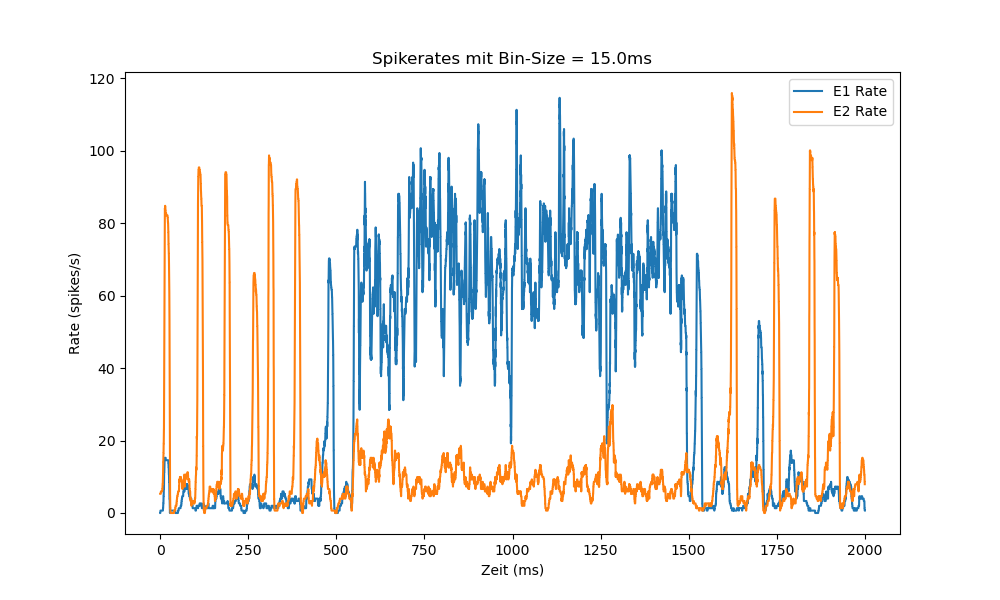 Spikerates mit Bin-Size = 15.0ms
E1 Rate
E2 Rate
120
100
80
60
40
20
0
Rate (spikes/s)
0 250 500 750 1000 1250 1500 1750 2000
Zeit (ms)